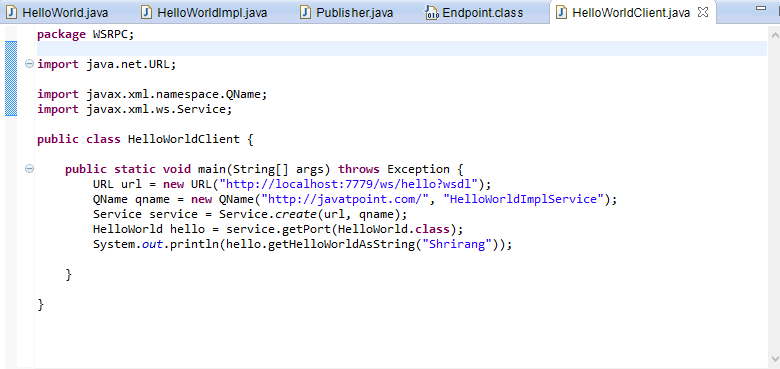 HelloWorld.java HelloWorldImpl.java Publisher.java Endpoint.class HelloWorldClient.java
package WSRPC;
import java.net.URL;
import javax.xml.namespace.QName;
import javax.xml.ws.Service;
public class HelloWorldClient {
public static void main(String[] args) throws Exception {
URL url = new URL("http://localhost:7779/ws/hello?wsdl");
QName qname = new QName("http://javatpoint.com/", "HelloWorldImplService");
Service service = Service.create(url, qname);
HelloWorld hello = service.getPort(HelloWorld.class);
System.out.println(hello.getHelloWorldAsString("Shrirang"));
}
}